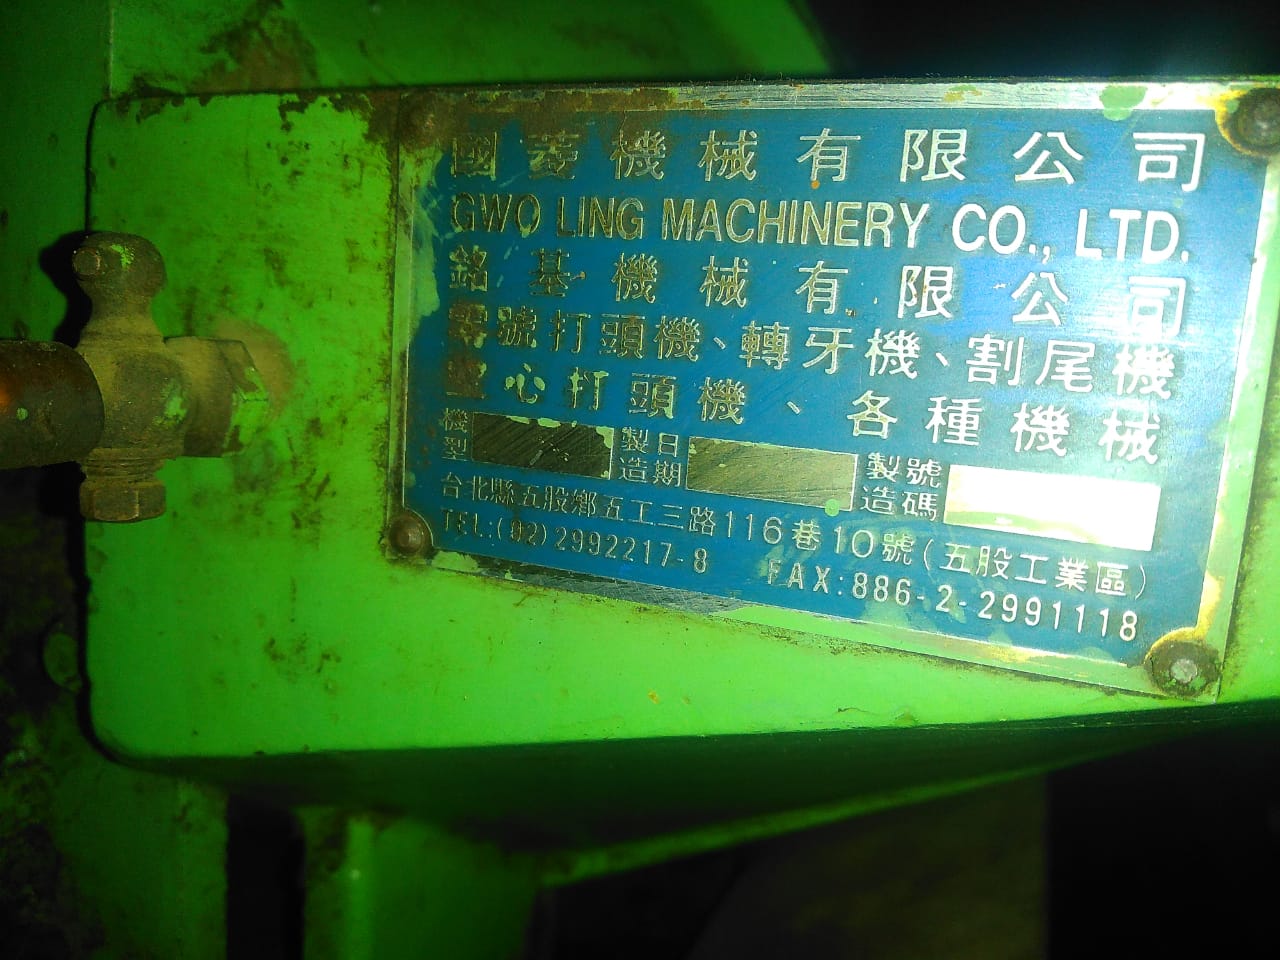 國菱機械有限公司
GWO LING MACHINERY CO., LTD.
銘基機械有限公司
零號打頭機、轉牙機、割尾機
空心打頭機、各種機械
機型 製造日期 製造號碼
台北縣五股鄉五工三路116巷10號(五股工業區)
TEL:(02)2992217-8 FAX:886-2-2991118